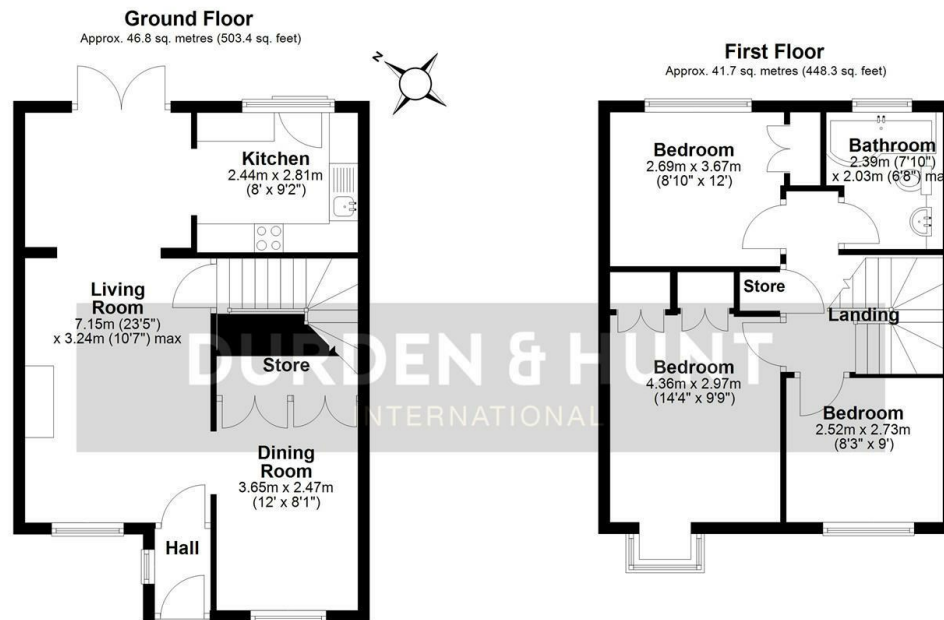 Ground Floor
Approx. 46.8 sq. metres (503.4 sq. feet)
N
Kitchen
2.44m x 2.81m
(8' x 9'2")
Living
Room
7.15m (23'5")
x 3.24m (10'7") max
Store
Dining
Room
3.65m x 2.47m
(12' x 8'1")
Hall
First Floor
Approx. 41.7 sq. metres (448.3 sq. feet)
Bedroom
2.69m x 3.67m
(8'10" x 12')
Bathroom
2.39m (7'10")
x 2.03m (6'8") max
Store
Landing
Bedroom
4.36m x 2.97m
(14'4" x 9'9")
Bedroom
2.52m x 2.73m
(8'3" x 9')
DURDEN & HUNT
INTERNATIONAL